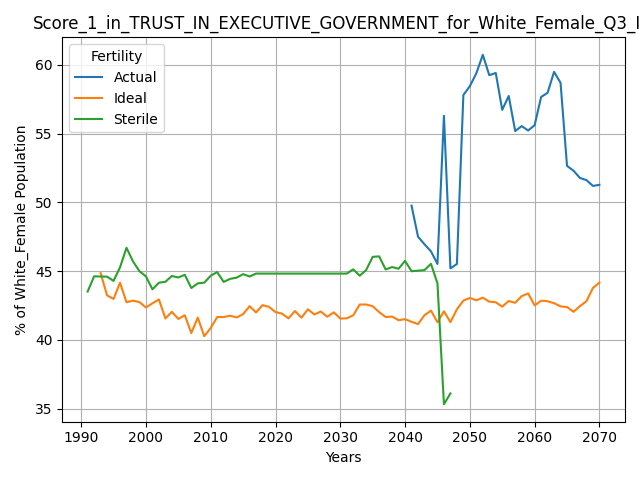 Score_1_in_TRUST_IN_EXECUTIVE_GOVERNMENT_for_White_Female_Q3_I
Fertility
Actual
Ideal
Sterile
% of White_Female Population
60
55
50
45
40
35
1990 2000 2010 2020 2030 2040 2050 2060 2070
Years